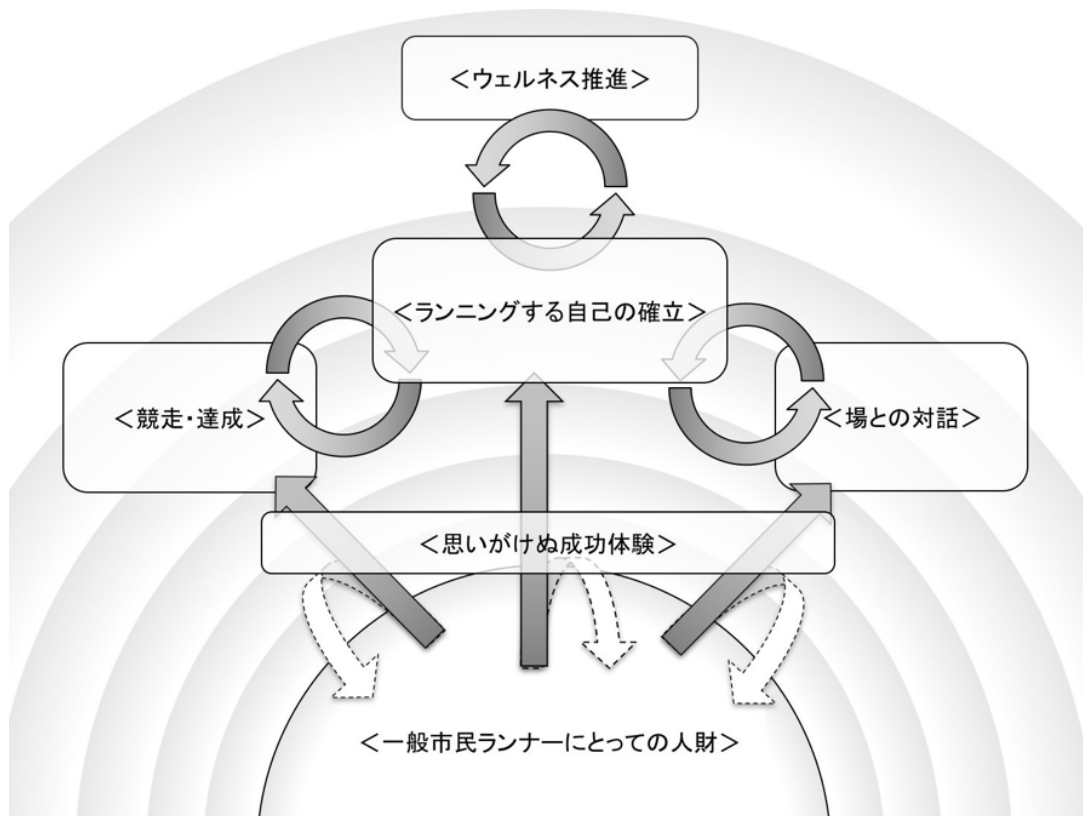 ＜ウェルネス推進＞
＜ランニングする自己の確立＞
＜競走・達成＞
＜場との対話＞
＜思いがけぬ成功体験＞
＜一般市民ランナーにとっての人財＞